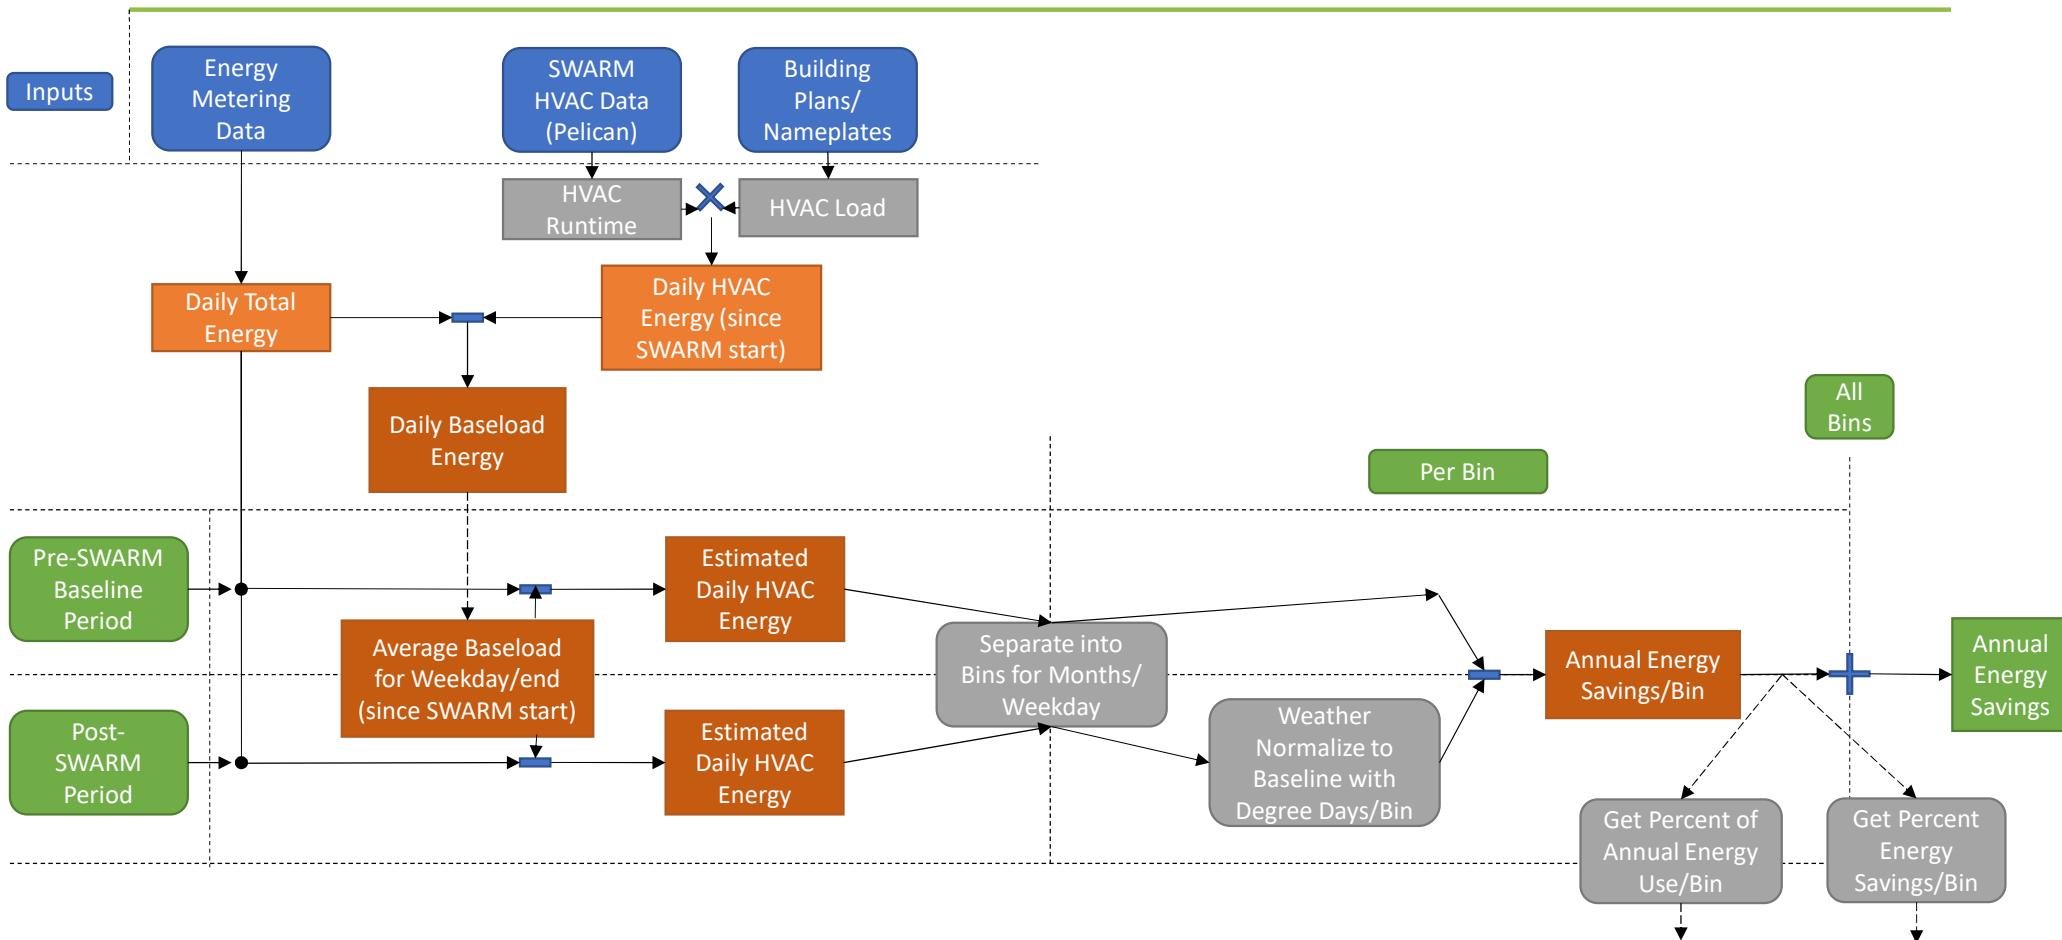 Inputs
Energy
Metering
Data
SWARM
HVAC Data
(Pelican)
Building
Plans/
Nameplates
HVAC
Runtime
HVAC Load
Daily Total
Energy
Daily HVAC
Energy (since
SWARM start)
Daily Baseload
Energy
All
Bins
Per Bin
Pre-SWARM
Baseline
Period
Estimated
Daily HVAC
Energy
Average Baseload
for Weekday/end
(since SWARM start)
Separate into
Bins for Months/
Weekday
Annual Energy
Savings/Bin
Annual
Energy
Savings
Post-
SWARM
Period
Estimated
Daily HVAC
Energy
Weather
Normalize to
Baseline with
Degree Days/Bin
Get Percent of
Annual Energy
Use/Bin
Get Percent
Energy
Savings/Bin